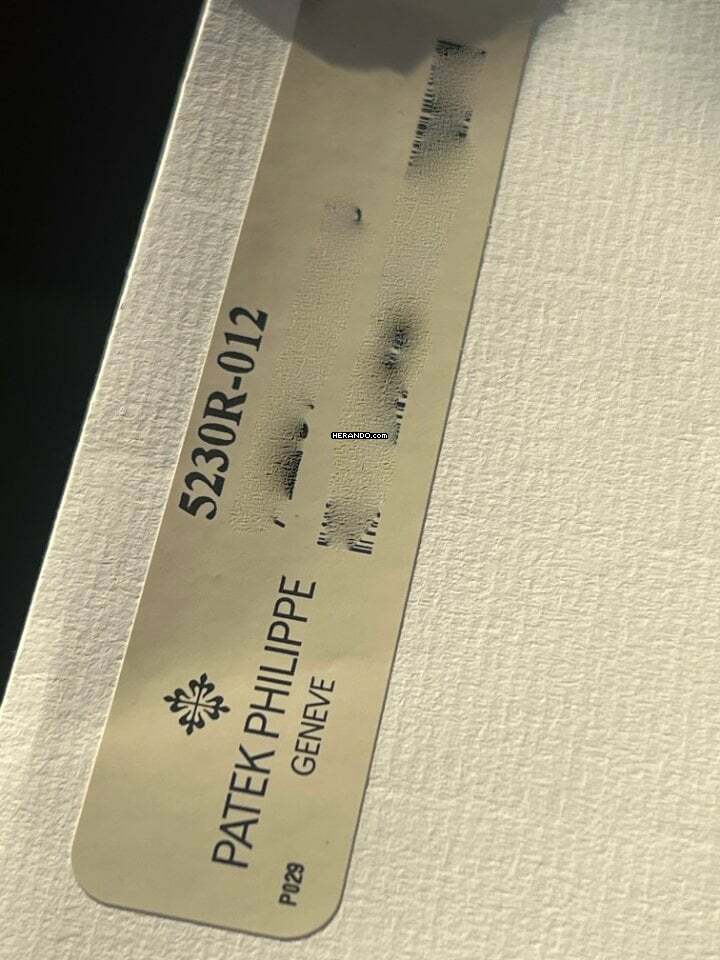 5230R-012
PATEK PHILIPPE
GENEVE
P029
HERANDO.com